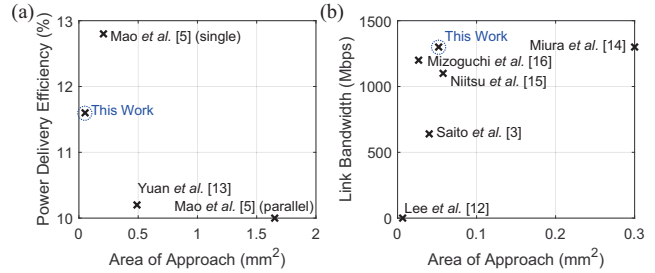 (a)
Power Delivery Efficiency (%)
13
12
11
10
Mao et al. [5] (single)
This Work
Yuan et al. [13]
Mao et al. [5] (parallel)
0
0.5
1
1.5
2
Area of Approach (mm²)
(b)
Link Bandwidth (Mbps)
1500
1000
500
0
This Work
Miura et al. [14]
Mizoguchi et al. [16]
Niitsu et al. [15]
Saito et al. [3]
Lee et al. [12]
0
0.1
0.2
0.3
Area of Approach (mm²)